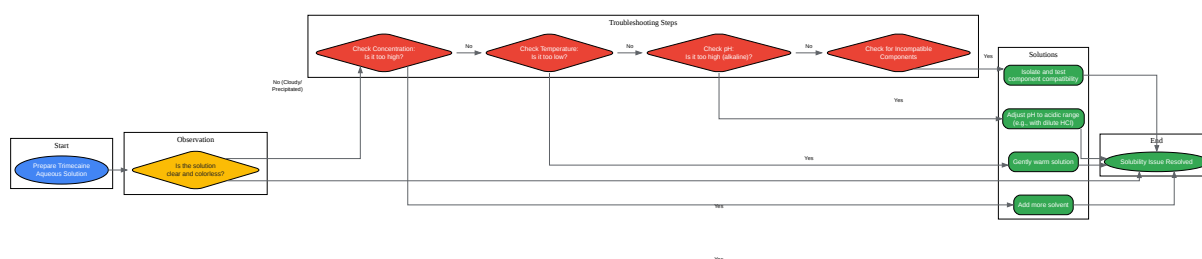 Troubleshooting Steps
Check Concentration:
Is it too high?
No
Check Temperature:
Is it too low?
No
Check pH:
Is it too high (alkaline)?
No
Check for Incompatible
Components
Yes
Solutions
Isolate and test
component compatibility
No (Cloudy/
Precipitated)
Yes
Adjust pH to acidic range
(e.g., with dilute HCl)
Start
Prepare Trimecaine
Aqueous Solution
Observation
Is the solution
clear and colorless?
Yes
Gently warm solution
End
Solubility Issue Resolved
Yes
Add more solvent
Yes